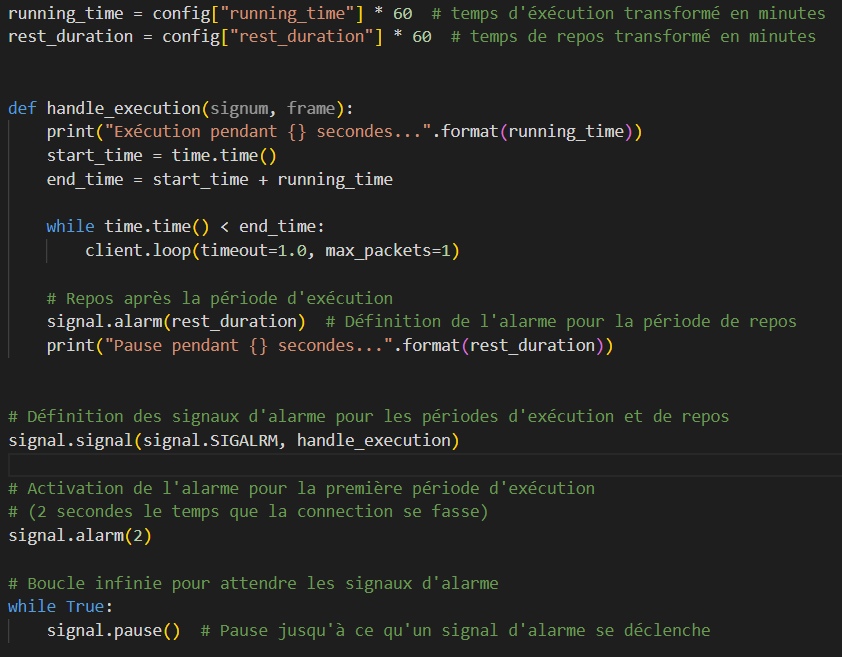 running_time = config["running_time"] * 60  # temps d'éxécution transformé en minutes
rest_duration = config["rest_duration"] * 60  # temps de repos transformé en minutes
def handle_execution(signum, frame):
    print("Exécution pendant {} secondes...".format(running_time))
    start_time = time.time()
    end_time = start_time + running_time
    while time.time() < end_time:
        client.loop(timeout=1.0, max_packets=1)
    # Repos après la période d'exécution
    signal.alarm(rest_duration)  # Définition de l'alarme pour la période de repos
    print("Pause pendant {} secondes...".format(rest_duration))
# Définition des signaux d'alarme pour les périodes d'exécution et de repos
signal.signal(signal.SIGALRM, handle_execution)
# Activation de l'alarme pour la première période d'exécution
# (2 secondes le temps que la connection se fasse)
signal.alarm(2)
# Boucle infinie pour attendre les signaux d'alarme
while True:
    signal.pause()  # Pause jusqu'à ce qu'un signal d'alarme se déclenche